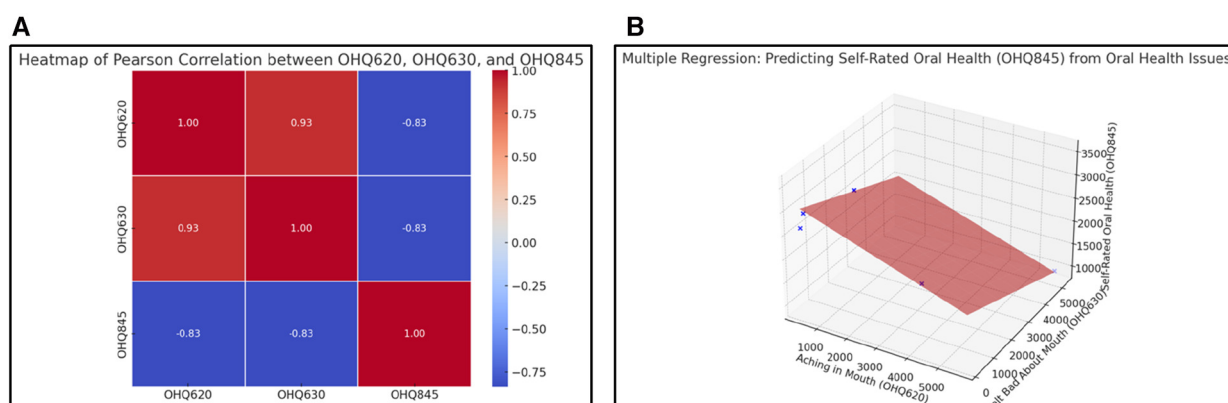 A
Heatmap of Pearson Correlation between OHQ620, OHQ630, and OHQ845
OHQ620
1.00
0.93
-0.83
OHQ630
0.93
1.00
-0.83
OHQ845
-0.83
-0.83
1.00
OHQ620
OHQ630
OHQ845
1.00
0.75
0.50
0.25
0.00
−0.25
−0.50
−0.75
B
Multiple Regression: Predicting Self-Rated Oral Health (OHQ845) from Oral Health Issues
3500
3000
2500
2000
1500
1000
Self-Rated Oral Health (OHQ845)
1000
2000
3000
4000
5000
Aching in Mouth (OHQ620)
0
1000
2000
3000
4000
5000
Bad About Mouth (OHQ630)